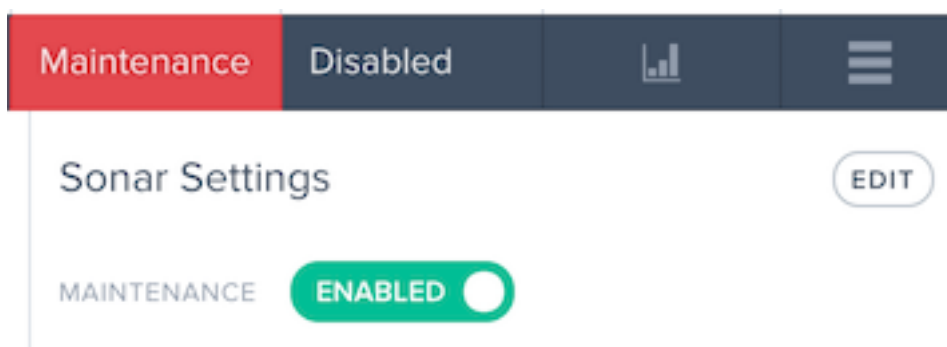 Maintenance Disabled
Sonar Settings EDIT
MAINTENANCE ENABLED